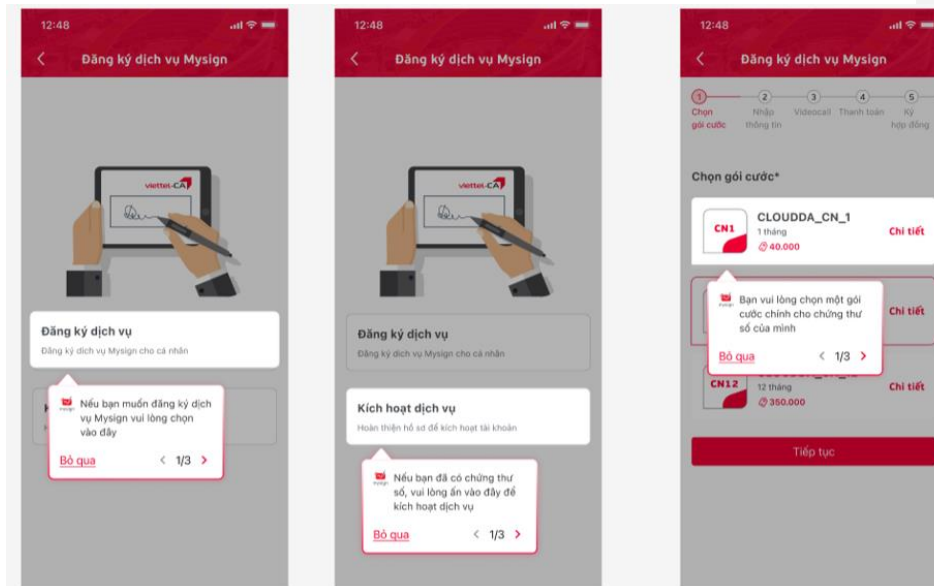 12:48
Đăng ký dịch vụ Mysign
viettel-CA
Đăng ký dịch vụ
Đăng ký dịch vụ Mysign cho cá nhân
mysign
Nếu bạn muốn đăng ký dịch
vụ Mysign vui lòng chọn
vào đây
Bỏ qua
< 1/3 >
12:48
Đăng ký dịch vụ Mysign
viettel-CA
Đăng ký dịch vụ
Đăng ký dịch vụ Mysign cho cá nhân
Kích hoạt dịch vụ
Hoàn thiện hồ sơ để kích hoạt tài khoản
mysign
Nếu bạn đã có chứng thư
số, vui lòng ấn vào đây để
kích hoạt dịch vụ
Bỏ qua
< 1/3 >
12:48
Đăng ký dịch vụ Mysign
1 2 3 4 5
Chọn gói cước
Nhập thông tin
Videocall
Thanh toán
Ký hợp đồng
Chọn gói cước*
CN1
CLOUDDA_CN_1
1 tháng
40.000
Chi tiết
mysign
Bạn vui lòng chọn một gói
cước chính cho chứng thư
số của mình
Bỏ qua
< 1/3 >
Chi tiết
CN12
12 tháng
350.000
Chi tiết
Tiếp tục